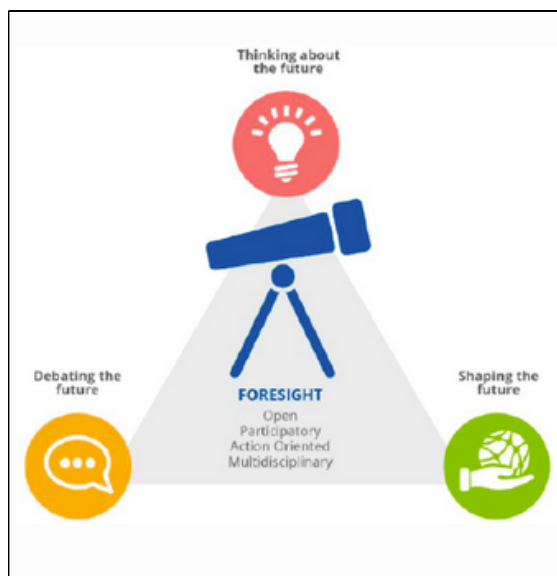 Thinking about
the future
Debating the
future
Shaping the
future
FORESIGHT
Open
Participatory
Action Oriented
Multidisciplinary